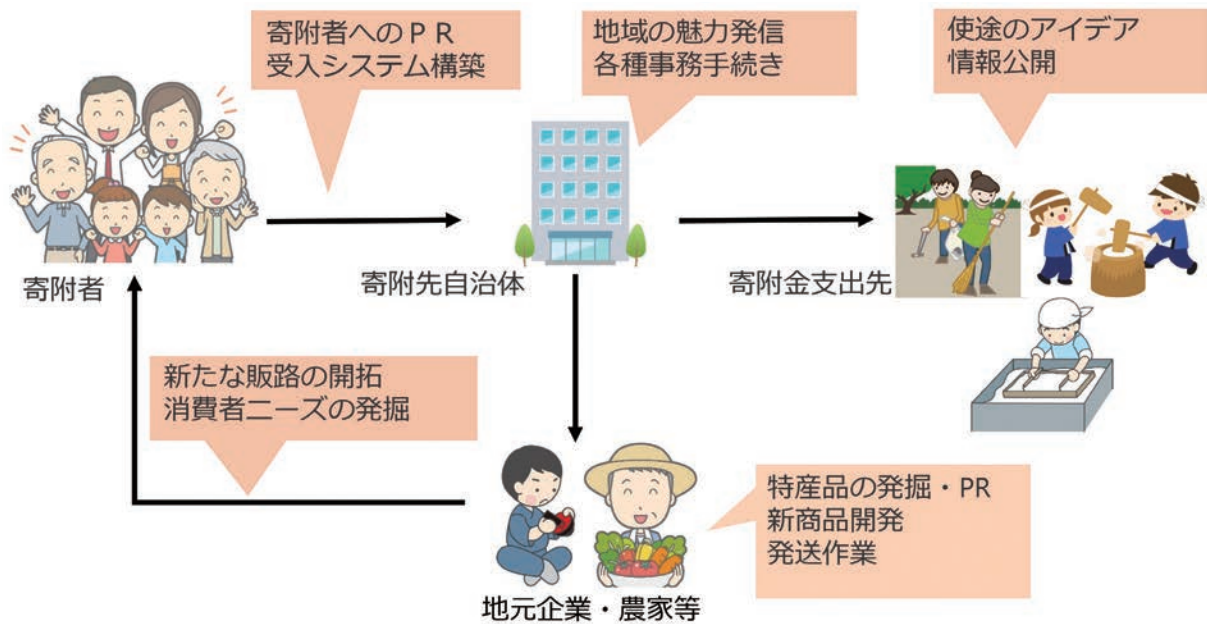 寄附者へのＰＲ
受入システム構築
地域の魅力発信
各種事務手続き
使途のアイデア
情報公開
寄附者
寄附先自治体
寄附金支出先
新たな販路の開拓
消費者ニーズの発掘
特産品の発掘・PR
新商品開発
発送作業
地元企業・農家等